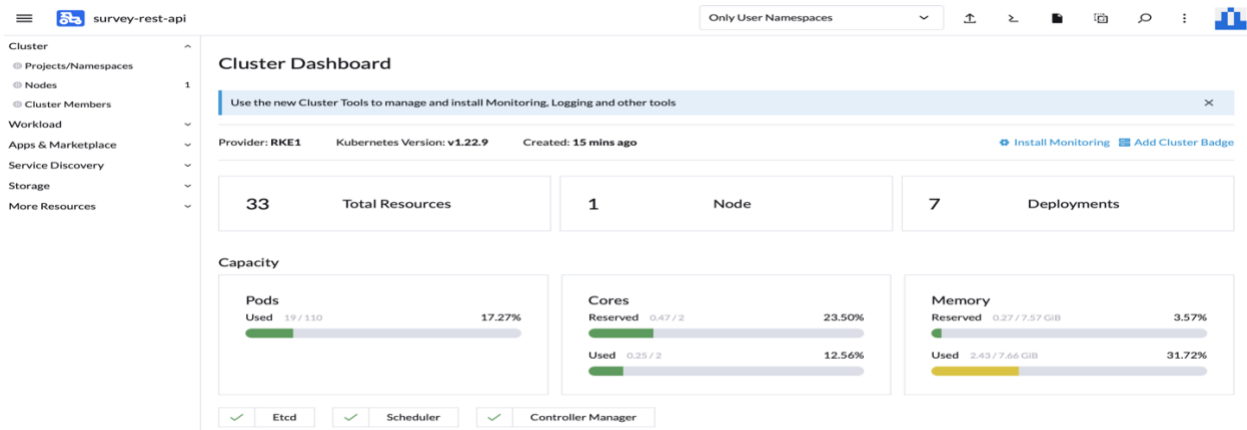 survey-rest-api
Only User Namespaces
Cluster
Projects/Namespaces
Nodes 1
Cluster Members
Workload
Apps & Marketplace
Service Discovery
Storage
More Resources
Cluster Dashboard
Use the new Cluster Tools to manage and install Monitoring, Logging and other tools
Provider: RKE1 Kubernetes Version: v1.22.9 Created: 15 mins ago Install Monitoring Add Cluster Badge
33 Total Resources 1 Node 7 Deployments
Capacity
Pods
Used 19 / 110 17.27%
Cores
Reserved 0.47 / 2 23.50%
Used 0.25 / 2 12.56%
Memory
Reserved 0.27 / 7.57 GiB 3.57%
Used 2.43 / 7.66 GiB 31.72%
Etcd Scheduler Controller Manager